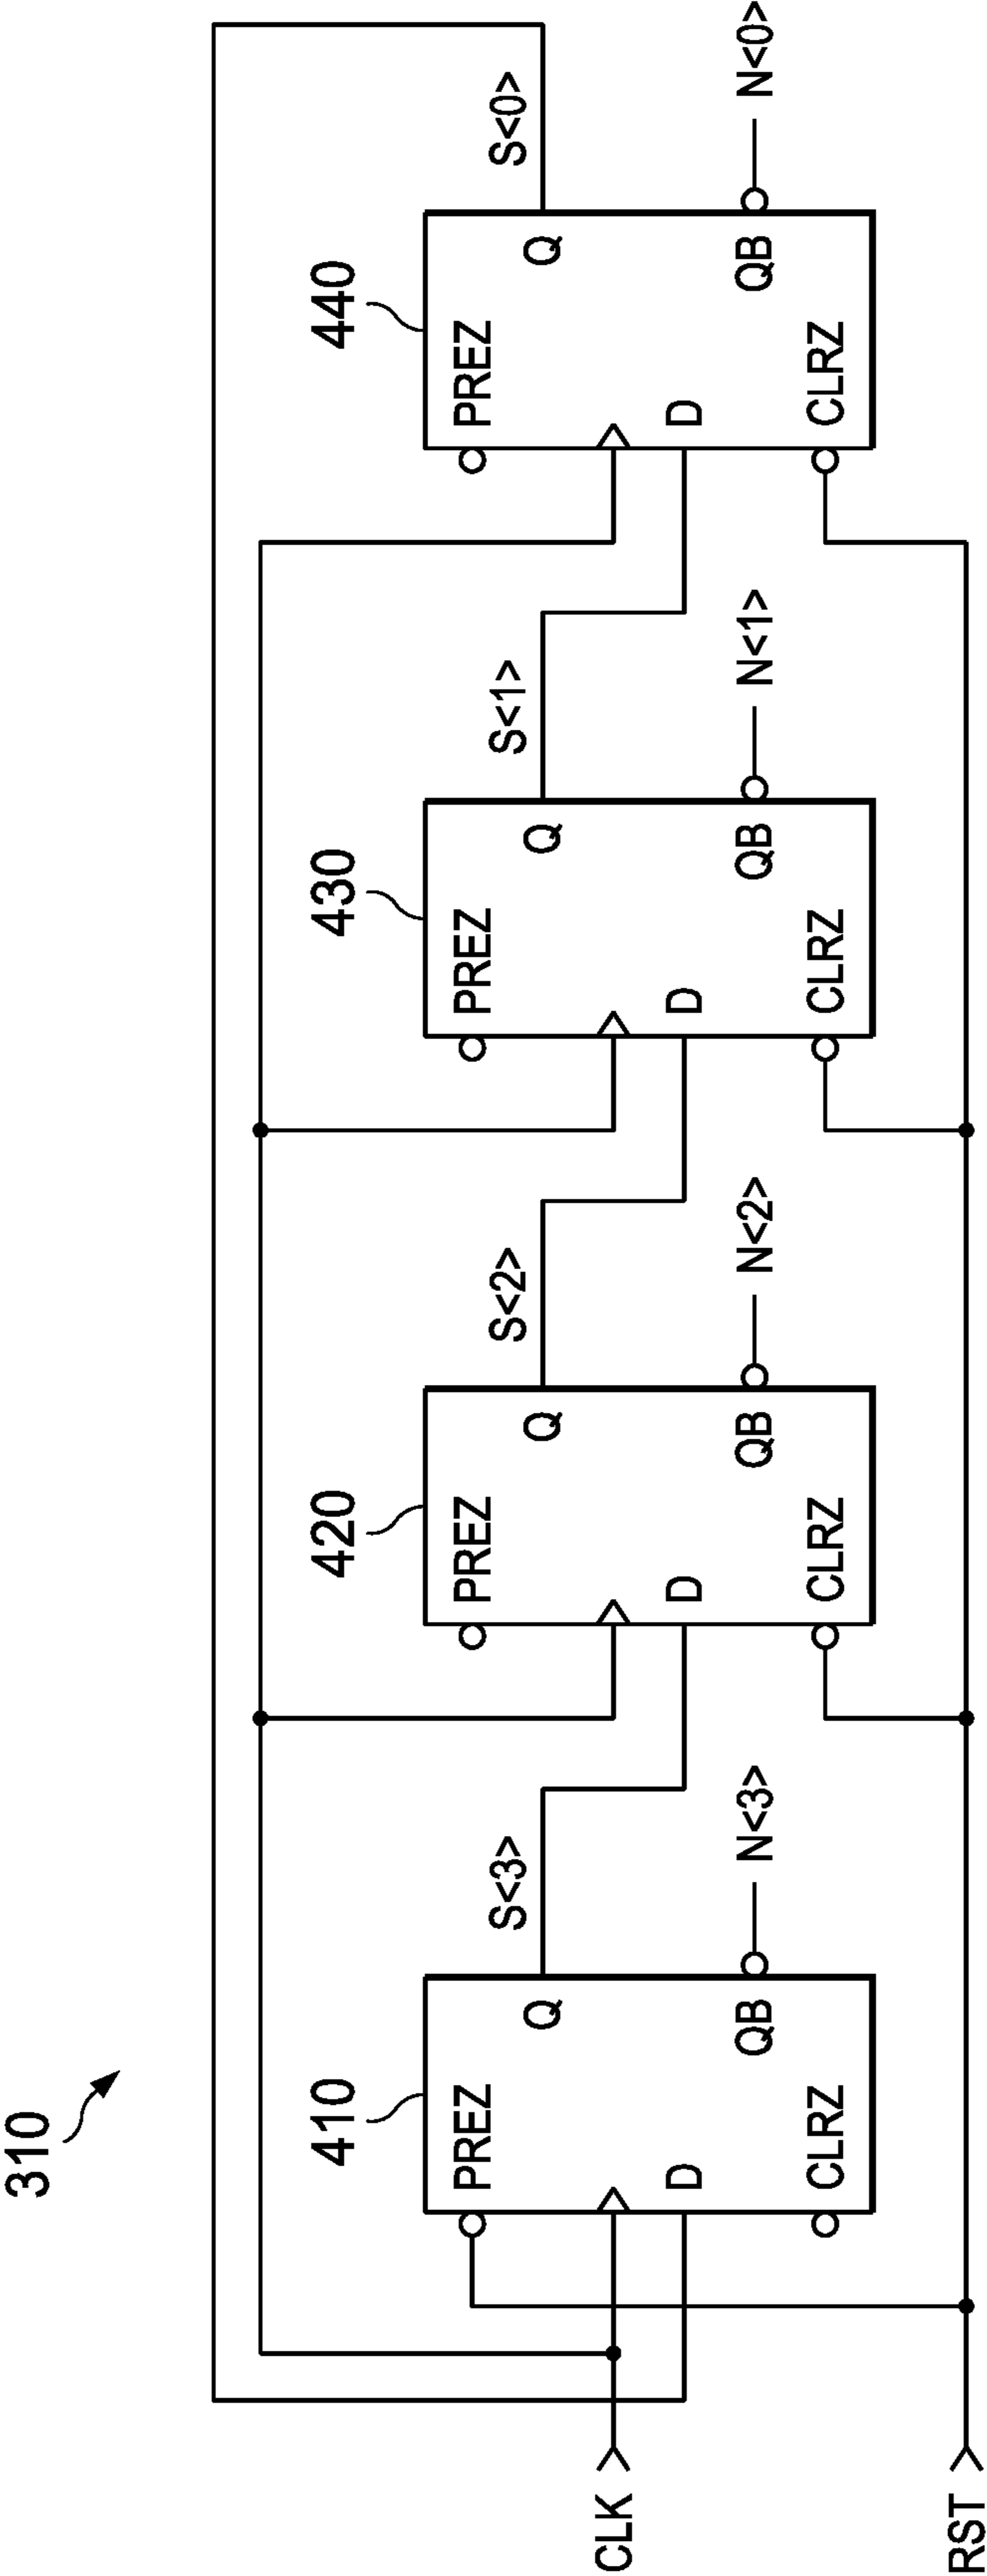 310
410
PREZ
Q
D
QB
CLRZ
S<3>
N<3>
420
PREZ
Q
D
QB
CLRZ
S<2>
N<2>
430
PREZ
Q
D
QB
CLRZ
S<1>
N<1>
440
PREZ
Q
D
QB
CLRZ
S<0>
N<0>
CLK
RST